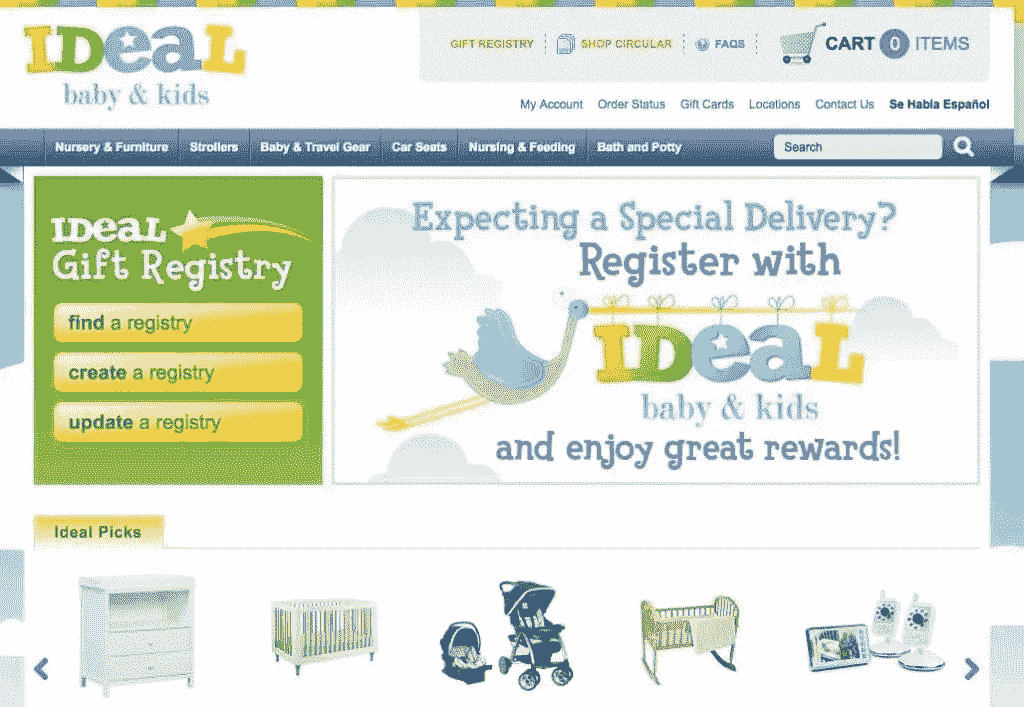 IDeaL
baby & kids
GIFT REGISTRY
SHOP CIRCULAR
FAQS
CART 0 ITEMS
My Account Order Status Gift Cards Locations Contact Us Se Habla Español
Nursery & Furniture Strollers Baby & Travel Gear Car Seats Nursing & Feeding Bath and Potty Search
IDeaL
Gift Registry
find a registry
create a registry
update a registry
Expecting a Special Delivery?
Register with
IDeaL
baby & kids
and enjoy great rewards!
Ideal Picks